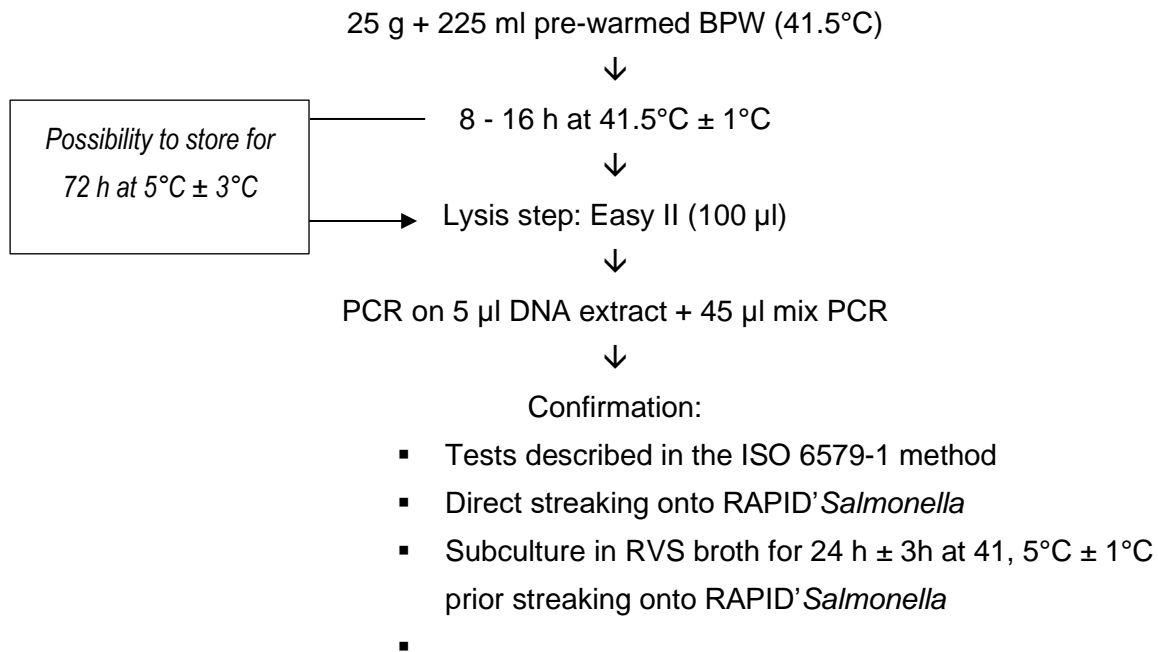 25 g + 225 ml pre-warmed BPW (41.5°C)
↓
8 - 16 h at 41.5°C ± 1°C
Possibility to store for
72 h at 5°C ± 3°C
↓
Lysis step: Easy II (100 µl)
↓
PCR on 5 µl DNA extract + 45 µl mix PCR
↓
Confirmation:
▪ Tests described in the ISO 6579-1 method
▪ Direct streaking onto RAPID’Salmonella
▪ Subculture in RVS broth for 24 h ± 3h at 41, 5°C ± 1°C
prior streaking onto RAPID’Salmonella
▪